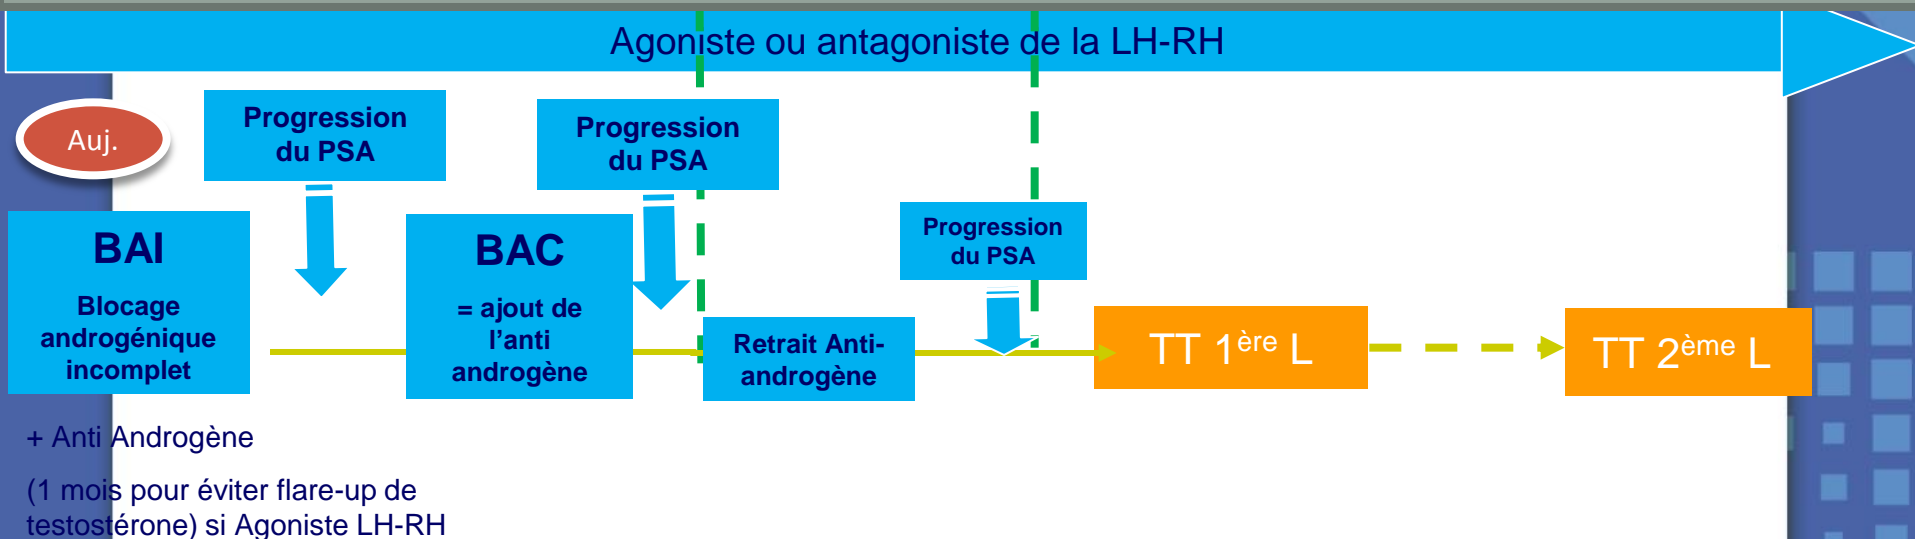 Agoniste ou antagoniste de la LH-RH
Auj.
Progression
du PSA
Progression
du PSA
Progression
du PSA
BAI
Blocage
androgénique
incomplet
BAC
= ajout de
l’anti
androgène
Retrait Anti-
androgène
TT 1ère L
TT 2ème L
+ Anti Androgène
(1 mois pour éviter flare-up de
testostérone) si Agoniste LH-RH